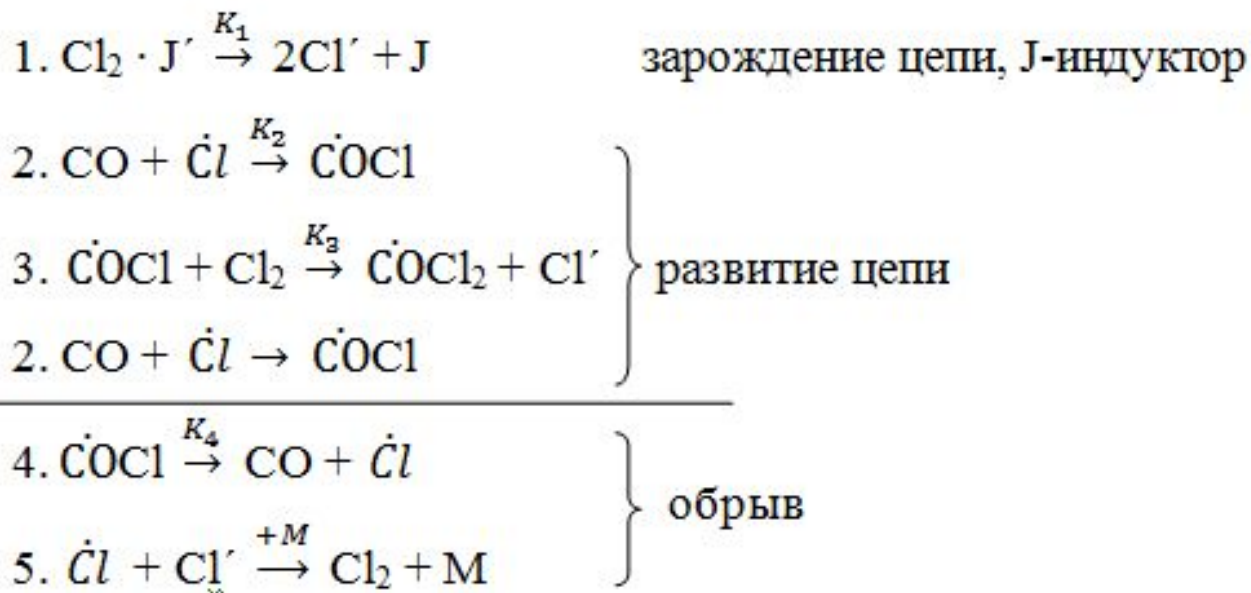 1. Cl₂ · J´ K₁→ 2Cl´ + J зарождение цепи, J-индуктор
2. CO + Ċl K₂→ ĊOCl
3. ĊOCl + Cl₂ K₃→ ĊOCl₂ + Cl´ развитие цепи
2. CO + Ċl → ĊOCl
4. ĊOCl K₄→ CO + Ċl
обрыв
5. Ċl + Cl´ +M→ Cl₂ + M